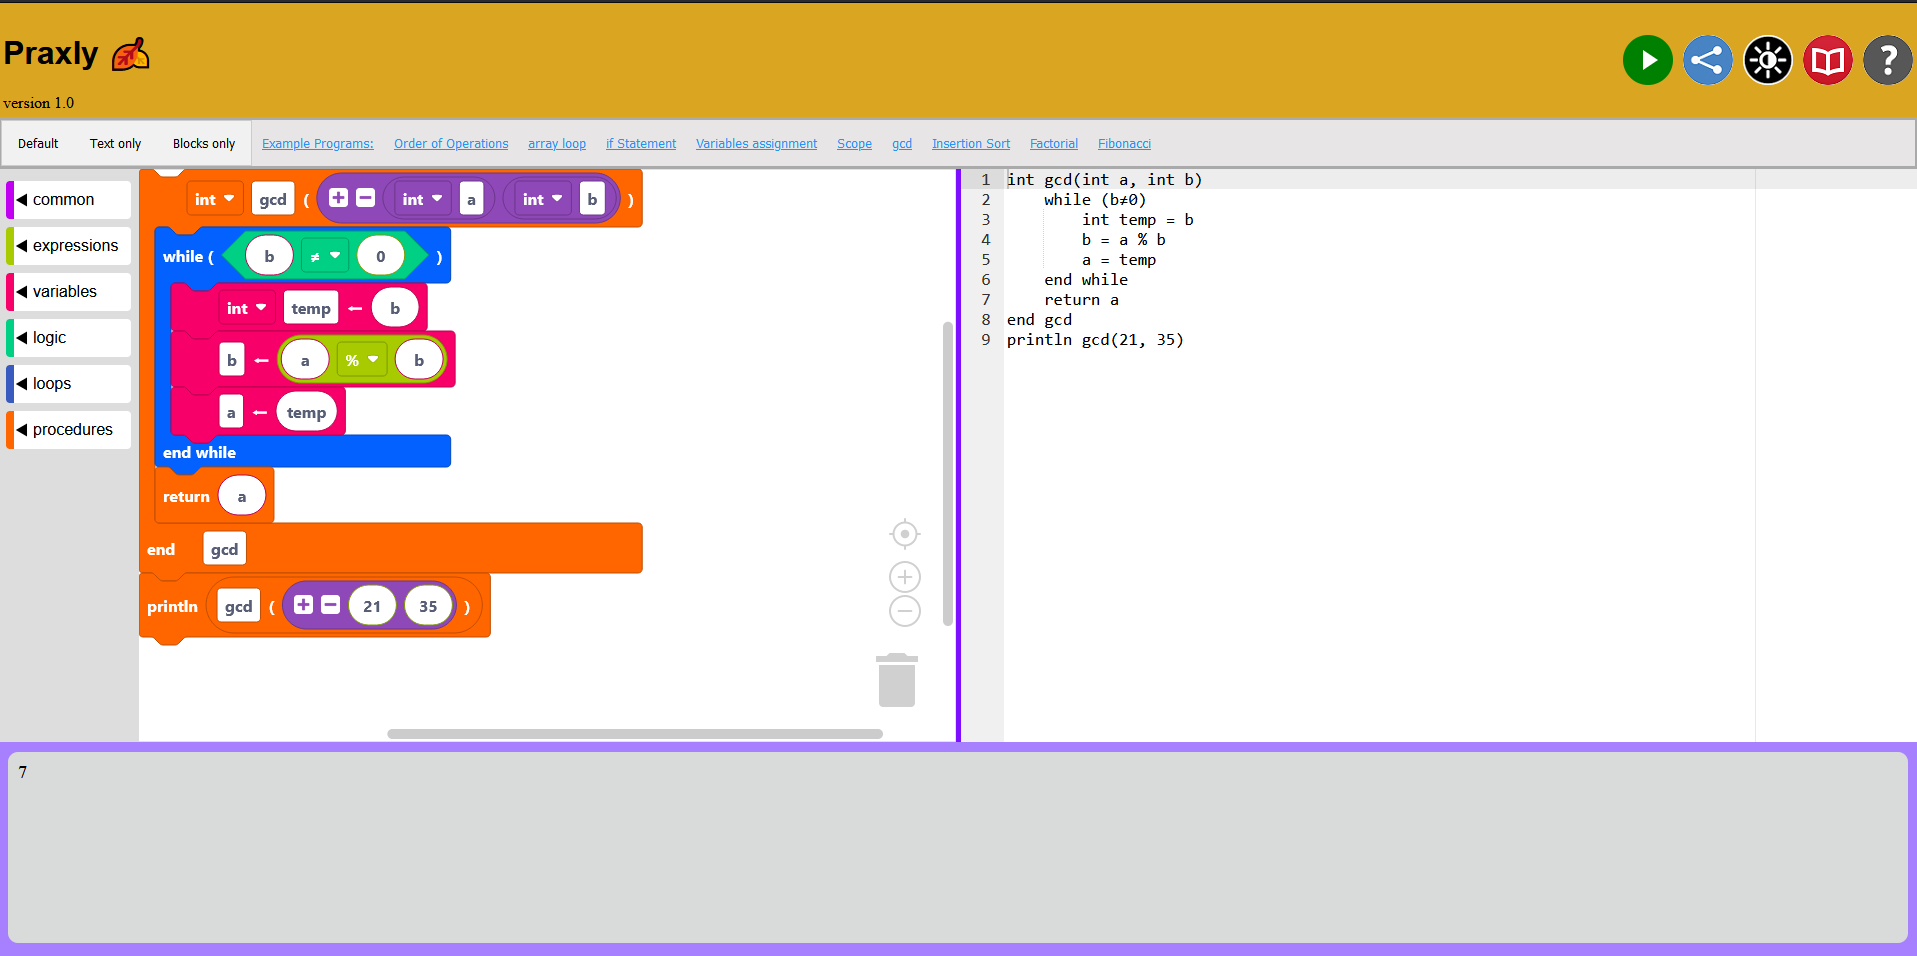 Praxly
version 1.0
Default Text only Blocks only Example Programs: Order of Operations array loop if Statement Variables assignment Scope gcd Insertion Sort Factorial Fibonacci
common
expressions
variables
logic
loops
procedures
int gcd ( + − int a int b )
while ( b ≠ 0 )
int temp ← b
b ← a % b
a ← temp
end while
return a
end gcd
println gcd ( + − 21 35 )
1 int gcd(int a, int b)
2 while (b≠0)
3 int temp = b
4 b = a % b
5 a = temp
6 end while
7 return a
8 end gcd
9 println gcd(21, 35)
7